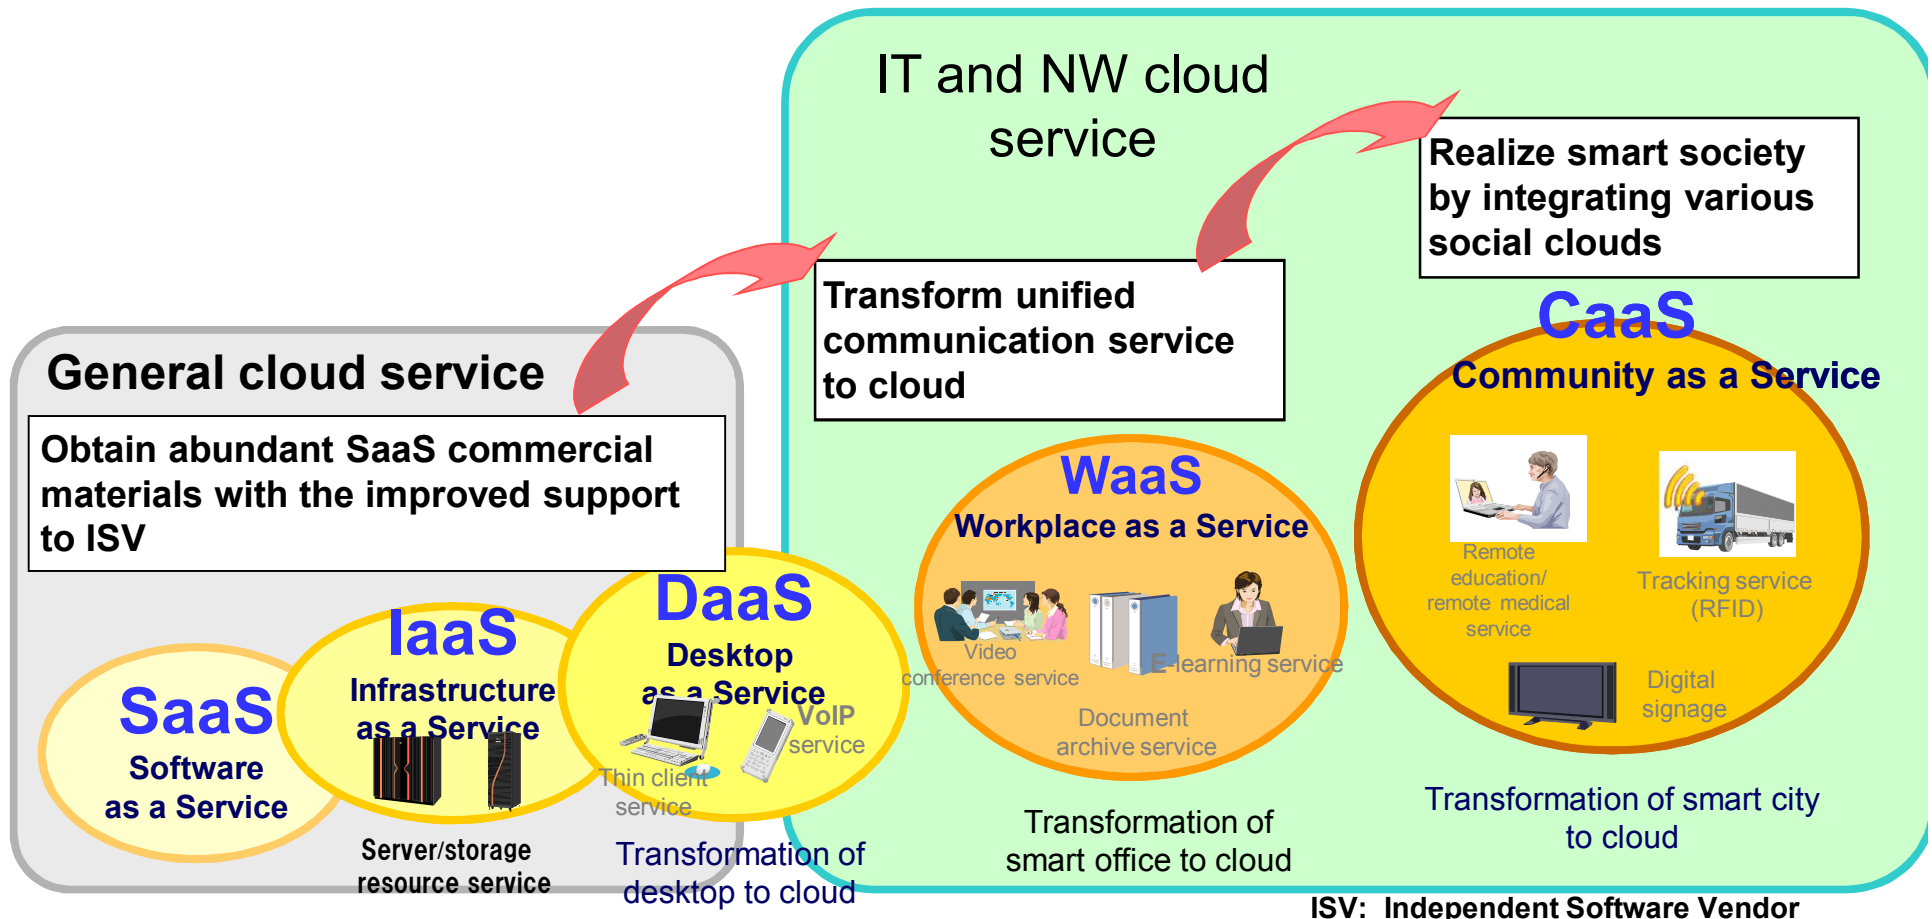 IT and NW cloud
service
Realize smart society
by integrating various
social clouds
Transform unified
communication service
to cloud
General cloud service
Obtain abundant SaaS commercial
materials with the improved support
to ISV
SaaS
Software
as a Service
IaaS
Infrastructure
as a Service
Server/storage
resource service
DaaS
Desktop
as a Service
VoIP
service
Thin client
service
Transformation of
desktop to cloud
WaaS
Workplace as a Service
Video
conference service
E-learning service
Document
archive service
Transformation of
smart office to cloud
CaaS
Community as a Service
Remote
education/
remote medical
service
Tracking service
(RFID)
Digital
signage
Transformation of smart city
to cloud
ISV: Independent Software Vendor